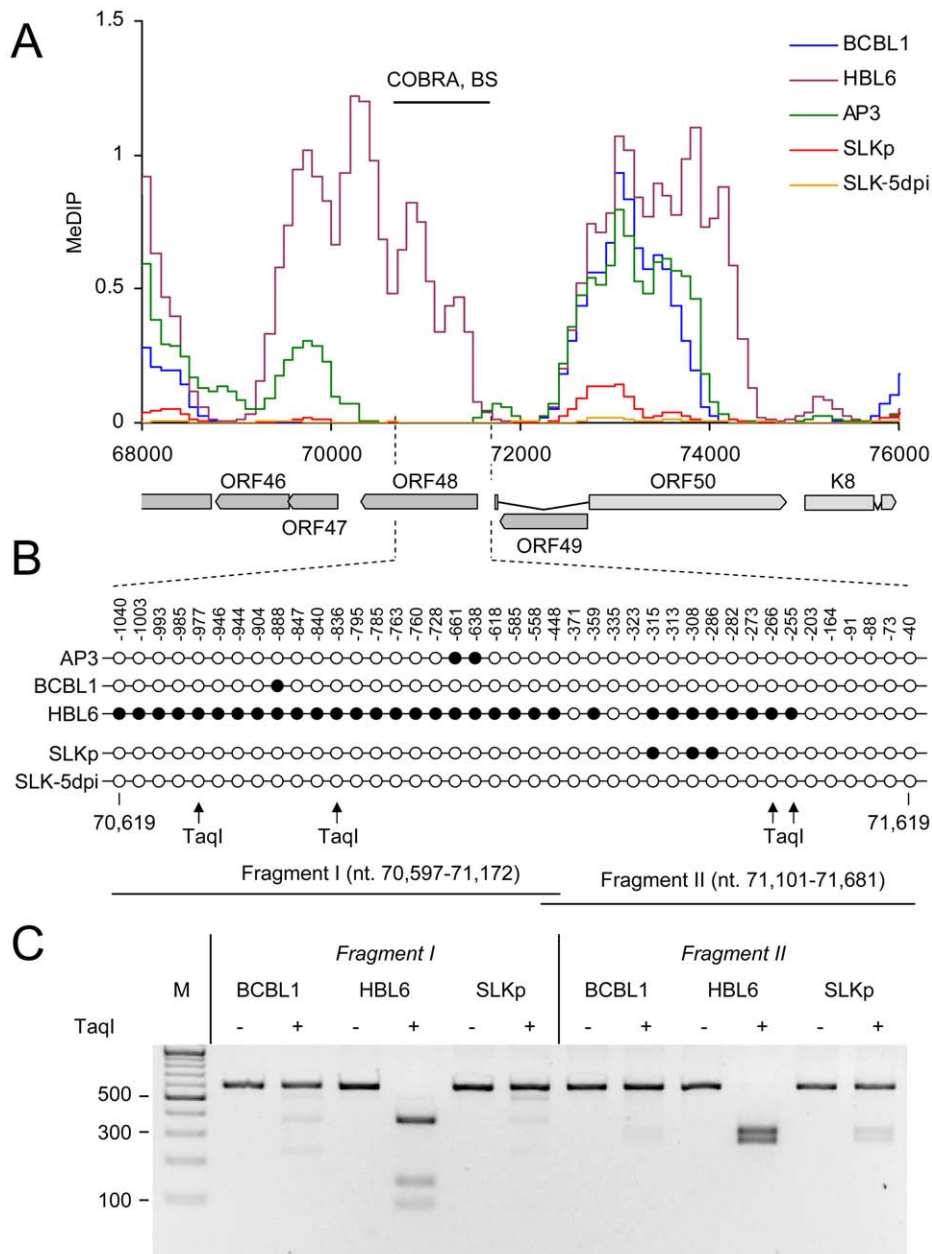 A
1.5
1
0.5
0
MeDIP
COBRA, BS
BCBL1
HBL6
AP3
SLKp
SLK-5dpi
68000 70000 72000 74000 76000
ORF46 ORF48 ORF50 K8
ORF47 ORF49
B
-1040 -1003 -993 -985 -977 -946 -944 -904 -888 -847 -840 -836 -795 -785 -763 -760 -728 -661 -638 -618 -585 -558 -448 -371 -359 -335 -323 -315 -313 -308 -286 -282 -273 -266 -255 -203 -164 -91 -88 -73 -40
AP3
BCBL1
HBL6
SLKp
SLK-5dpi
70,619 TaqI TaqI TaqI 71,619
Fragment I (nt. 70,597-71,172) Fragment II (nt. 71,101-71,681)
C
Fragment I Fragment II
M BCBL1 HBL6 SLKp BCBL1 HBL6 SLKp
TaqI - + - + - + - + - + - +
500
300
100